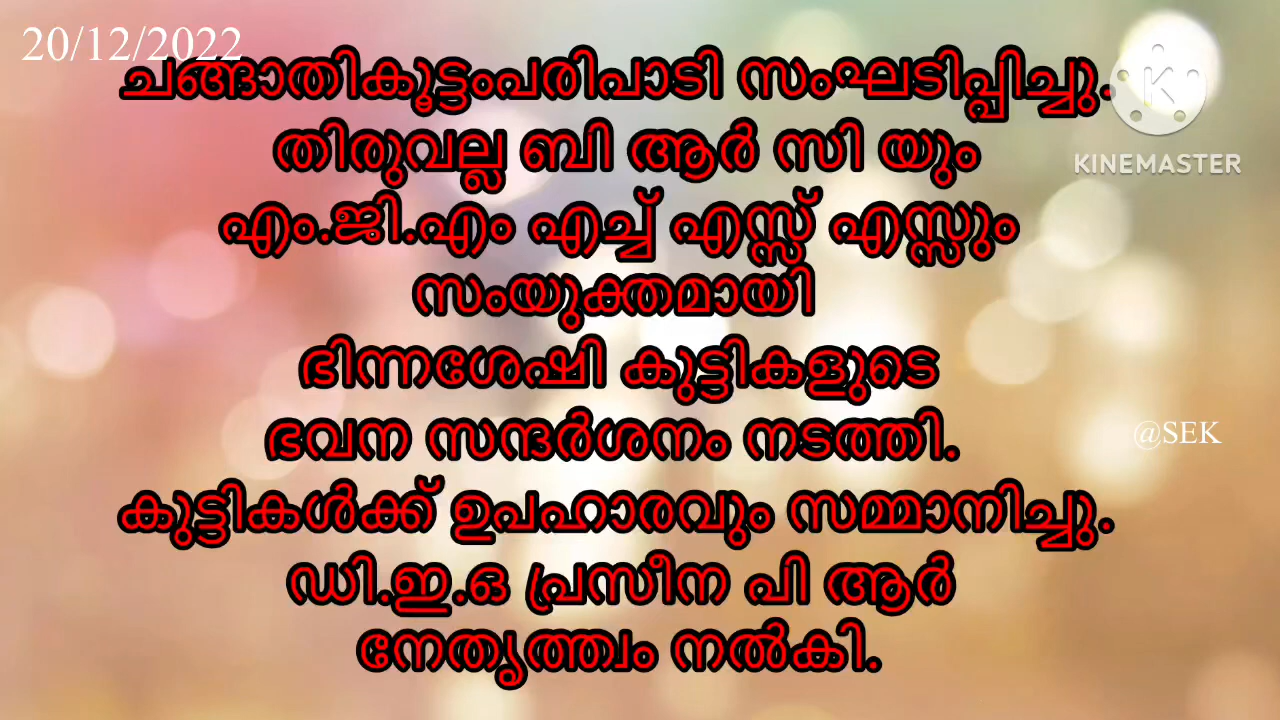 20/12/2022
ചങ്ങാതികൂട്ടംപരിപാടി സംഘടിപ്പിച്ചു.
തിരുവല്ല ബി ആർ സി യും
എം.ജി.എം എച്ച് എസ്സ് എസ്സും
സംയുക്തമായി
ഭിന്നശേഷി കുട്ടികളുടെ
ഭവന സന്ദർശനം നടത്തി.
കുട്ടികൾക്ക് ഉപഹാരവും സമ്മാനിച്ചു.
ഡി.ഇ.ഒ പ്രസീന പി ആർ
നേതൃത്ത്വം നൽകി.
K
KINEMASTER
@SEK